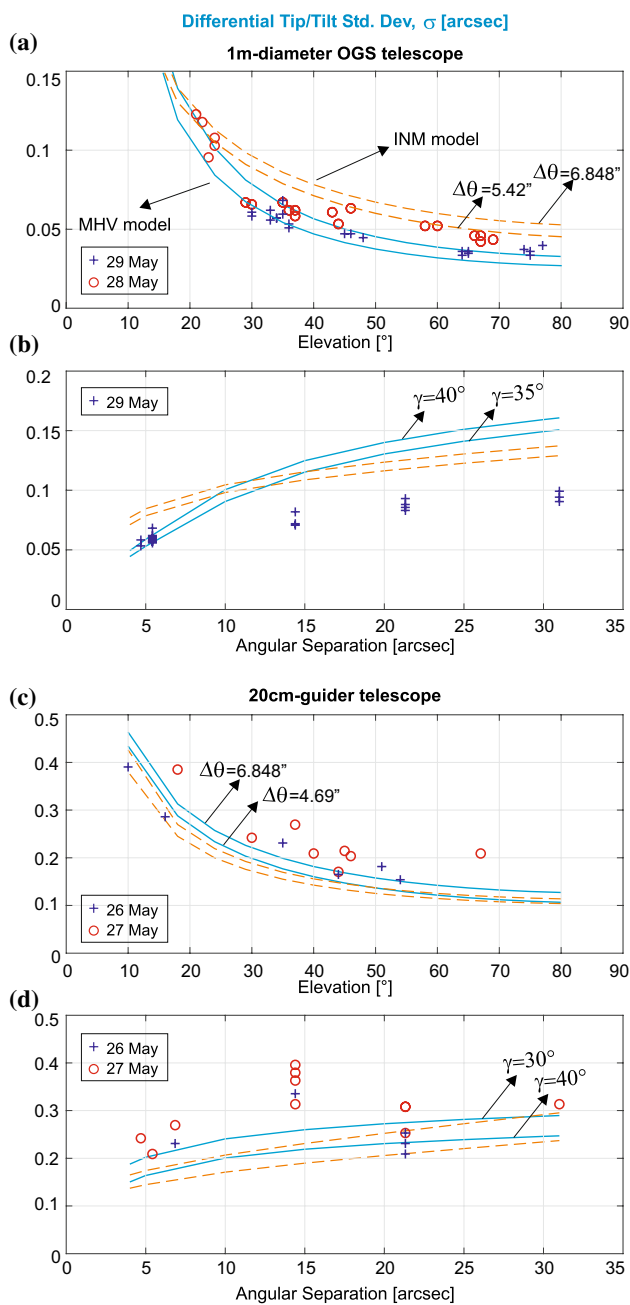 Differential Tip/Tilt Std. Dev, σ [arcsec]
(a)
1m-diameter OGS telescope
0.15
0.1
0.05
0
INM model
MHV model
Δθ=5.42"
Δθ=6.848"
+ 29 May
○ 28 May
0 10 20 30 40 50 60 70 80 90
Elevation [°]
(b)
0.2
0.15
0.1
0.05
0
+ 29 May
γ=40°
γ=35°
0 5 10 15 20 25 30 35
Angular Separation [arcsec]
(c)
20cm-guider telescope
0.5
0.4
0.3
0.2
0.1
0
Δθ=6.848"
Δθ=4.69"
+ 26 May
○ 27 May
0 10 20 30 40 50 60 70 80 90
Elevation [°]
(d)
0.5
0.4
0.3
0.2
0.1
0
+ 26 May
○ 27 May
γ=30°
γ=40°
0 5 10 15 20 25 30 35
Angular Separation [arcsec]